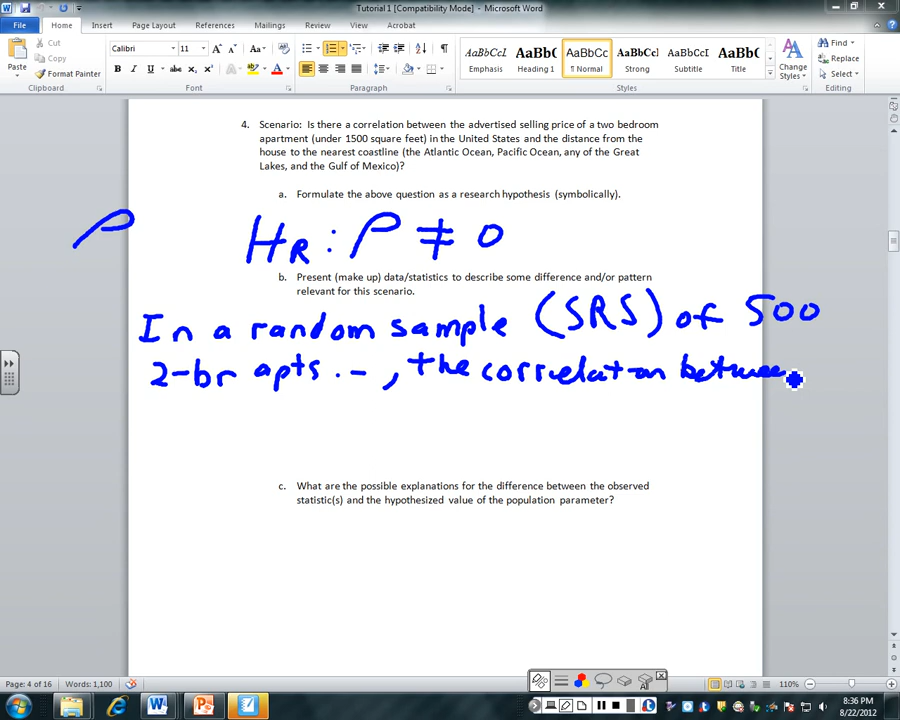 Tutorial 1 [Compatibility Mode] - Microsoft Word
File Home Insert Page Layout References Mailings Review View Acrobat
Cut
Copy
Format Painter
Paste
Calibri 11
AaBbCcL AaBbC AaBbCc AaBbCc AaBbCc AaBb(
Emphasis Heading 1 ¶ Normal Strong Subtitle Title
Change Styles
Find
Replace
Select
Clipboard Font Paragraph Styles Editing
4. Scenario: Is there a correlation between the advertised selling price of a two bedroom
apartment (under 1500 square feet) in the United States and the distance from the
house to the nearest coastline (the Atlantic Ocean, Pacific Ocean, any of the Great
Lakes, and the Gulf of Mexico)?
a. Formulate the above question as a research hypothesis (symbolically).
ρ
HR : ρ ≠ 0
b. Present (make up) data/statistics to describe some difference and/or pattern
relevant for this scenario.
In a random sample (SRS) of 500
2-br apts . – , the correlation between
c. What are the possible explanations for the difference between the observed
statistic(s) and the hypothesized value of the population parameter?
Page: 4 of 16 Words: 1,100
110%
8:36 PM
8/22/2012